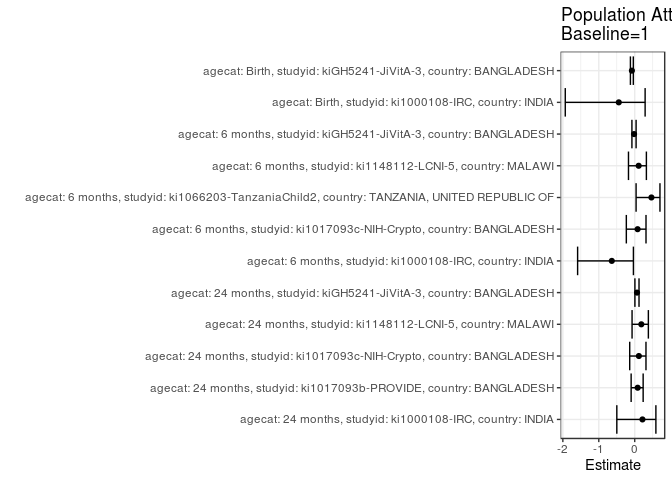 Population Att
Baseline=1
agecat: Birth, studyid: kiGH5241-JiVitA-3, country: BANGLADESH
agecat: Birth, studyid: ki1000108-IRC, country: INDIA
agecat: 6 months, studyid: kiGH5241-JiVitA-3, country: BANGLADESH
agecat: 6 months, studyid: ki1148112-LCNI-5, country: MALAWI
agecat: 6 months, studyid: ki1066203-TanzaniaChild2, country: TANZANIA, UNITED REPUBLIC OF
agecat: 6 months, studyid: ki1017093c-NIH-Crypto, country: BANGLADESH
agecat: 6 months, studyid: ki1000108-IRC, country: INDIA
agecat: 24 months, studyid: kiGH5241-JiVitA-3, country: BANGLADESH
agecat: 24 months, studyid: ki1148112-LCNI-5, country: MALAWI
agecat: 24 months, studyid: ki1017093c-NIH-Crypto, country: BANGLADESH
agecat: 24 months, studyid: ki1017093b-PROVIDE, country: BANGLADESH
agecat: 24 months, studyid: ki1000108-IRC, country: INDIA
-2 -1 0
Estimate